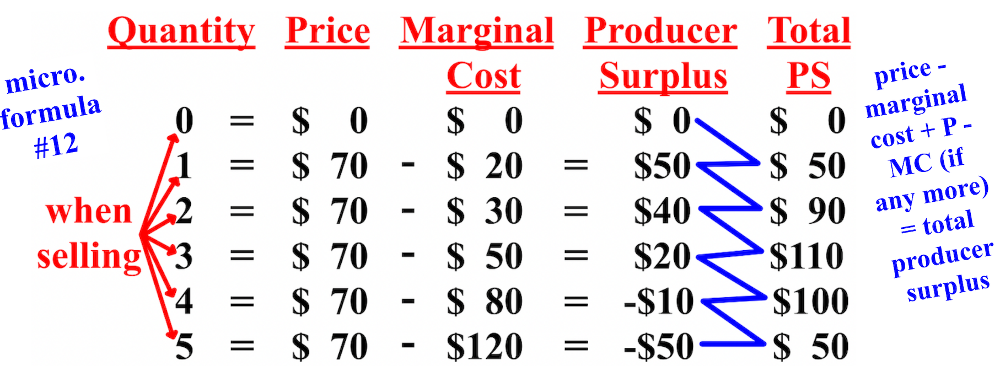 Quantity Price Marginal Producer Total
Cost Surplus PS
micro.
formula
#12
when
selling
0 = $ 0 $ 0 $ 0 $ 0
1 = $ 70 - $ 20 = $50 $ 50
2 = $ 70 - $ 30 = $40 $ 90
3 = $ 70 - $ 50 = $20 $110
4 = $ 70 - $ 80 = -$10 $100
5 = $ 70 - $120 = -$50 $ 50
price -
marginal
cost + P -
MC (if
any more)
= total
producer
surplus